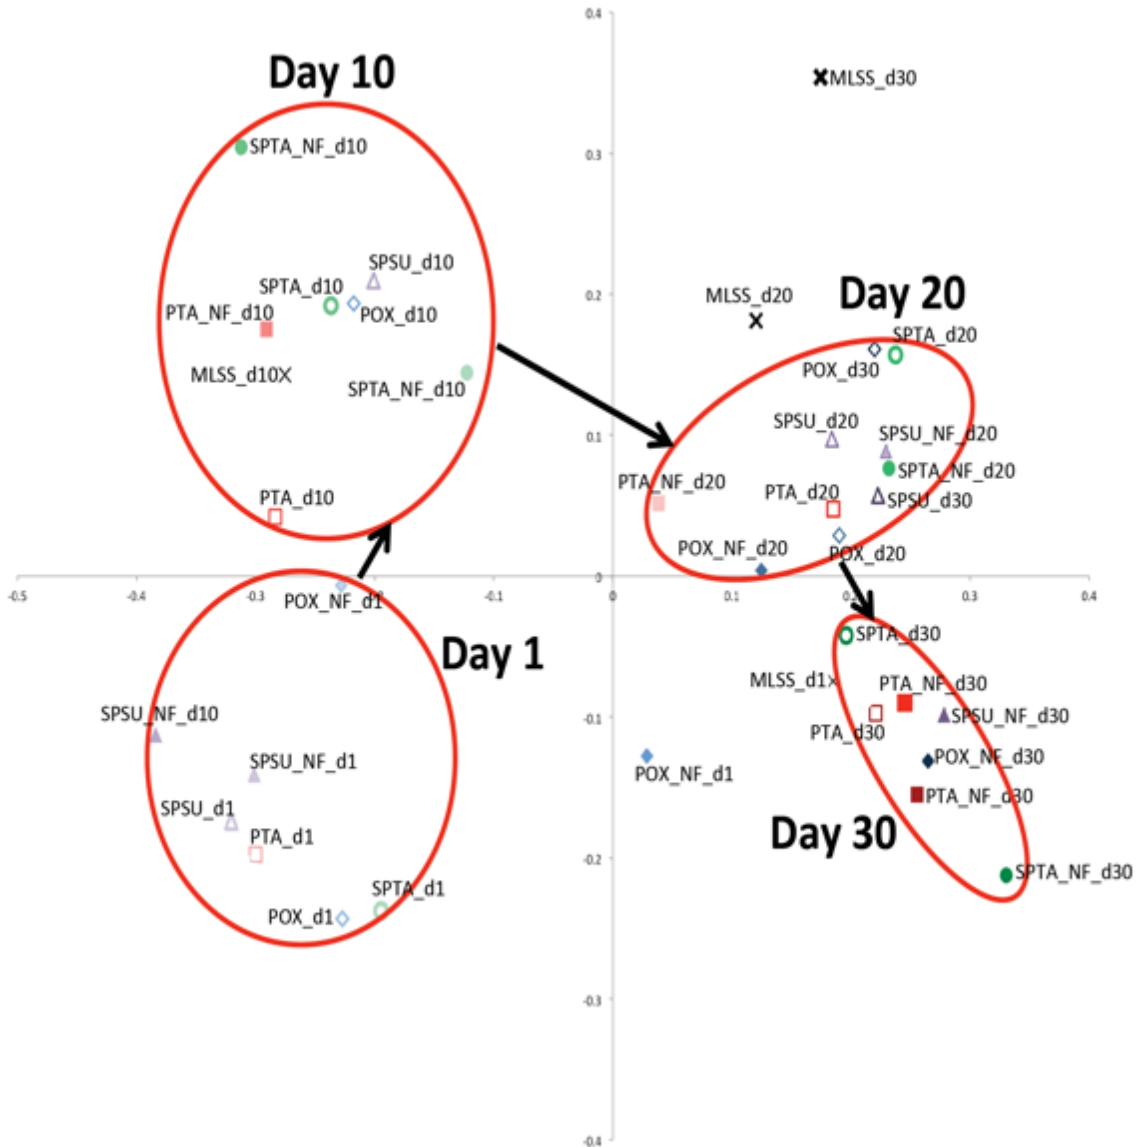 0.4
Day 10
MLSS_d30
SPTA_NF_d10
0.3
SPSU_d10
SPTA_d10
PTA_NF_d10
POX_d10
MLSS_d20
0.2
Day 20
SPTA_d20
POX_d30
MLSS_d10X
SPTA_NF_d10
SPSU_d20
SPSU_NF_d20
0.1
SPTA_NF_d20
PTA_NF_d20
PTA_d20
SPSU_d30
PTA_d10
POX_NF_d20
POX_d20
0
-0.5
-0.4
-0.3
-0.2
-0.1
0
0.1
0.2
0.3
0.4
POX_NF_d1
Day 1
SPTA_d30
MLSS_d1×
PTA_NF_d30
SPSU_NF_d10
-0.1
SPSU_NF_d30
PTA_d30
SPSU_NF_d1
POX_NF_d1
POX_NF_d30
SPSU_d1
PTA_NF_d30
PTA_d1
Day 30
-0.2
SPTA_NF_d30
SPTA_d1
POX_d1
-0.3
-0.4